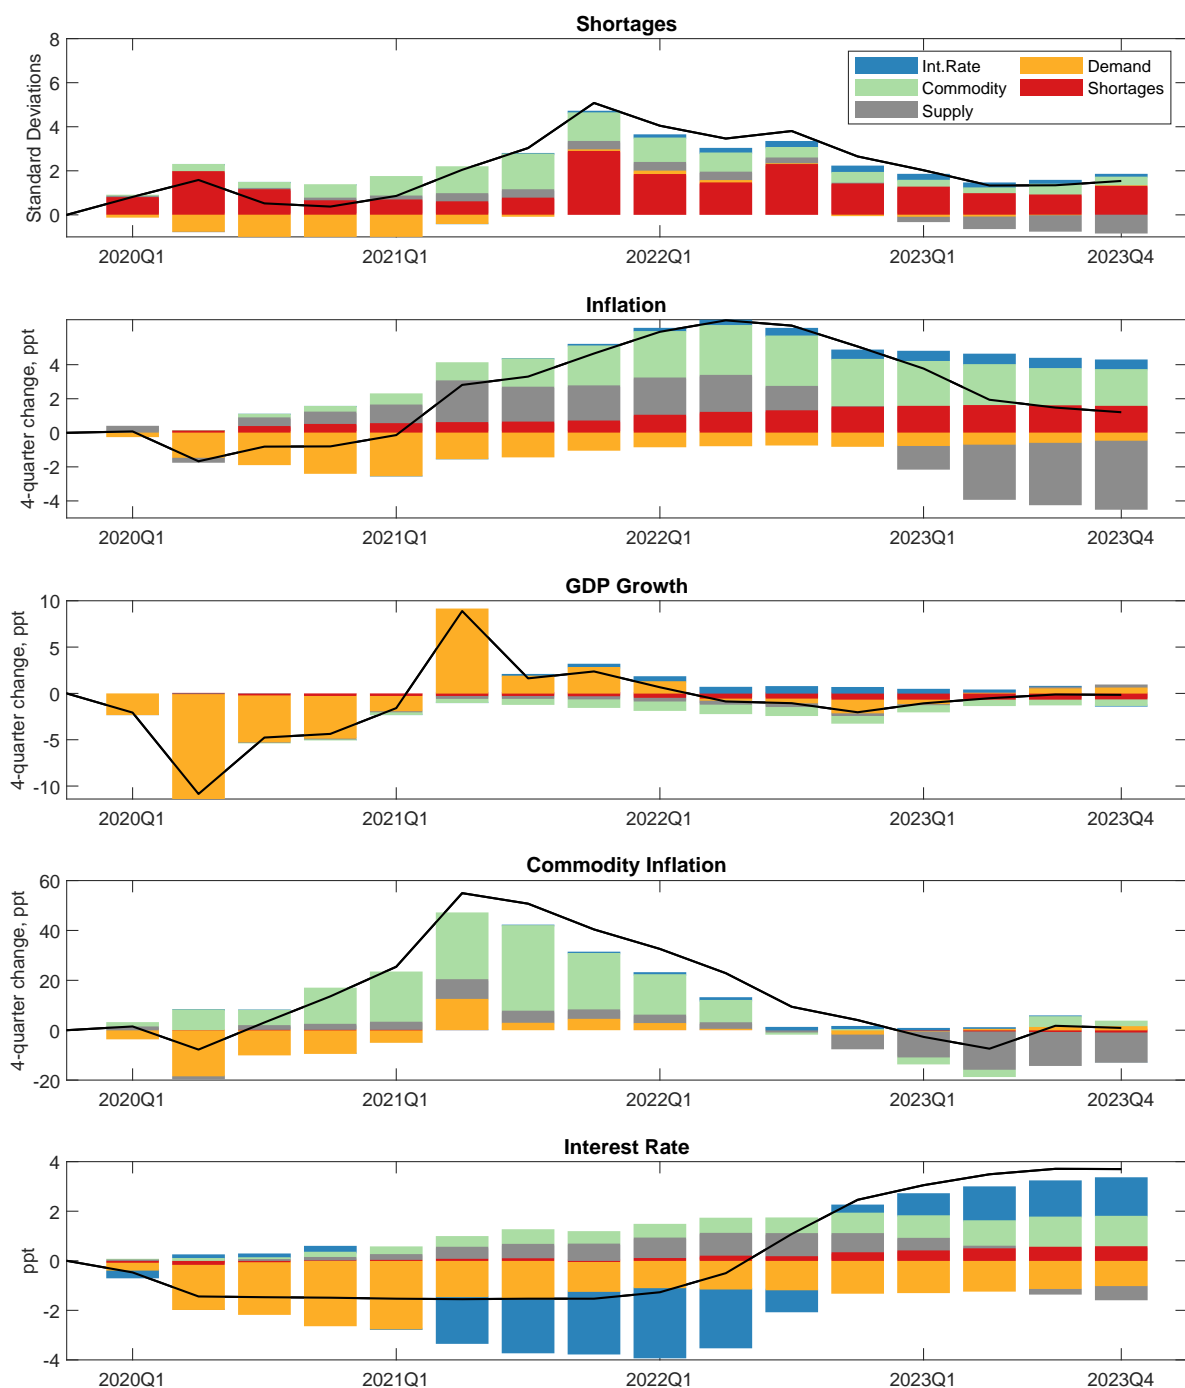 Shortages
8
6
4
2
0
Standard Deviations
Int.Rate
Demand
Commodity
Shortages
Supply
2020Q1
2021Q1
2022Q1
2023Q1
2023Q4
Inflation
4
2
0
-2
-4
4-quarter change, ppt
2020Q1
2021Q1
2022Q1
2023Q1
2023Q4
GDP Growth
10
5
0
-5
-10
4-quarter change, ppt
2020Q1
2021Q1
2022Q1
2023Q1
2023Q4
Commodity Inflation
60
40
20
0
-20
4-quarter change, ppt
2020Q1
2021Q1
2022Q1
2023Q1
2023Q4
Interest Rate
4
2
0
-2
-4
ppt
2020Q1
2021Q1
2022Q1
2023Q1
2023Q4